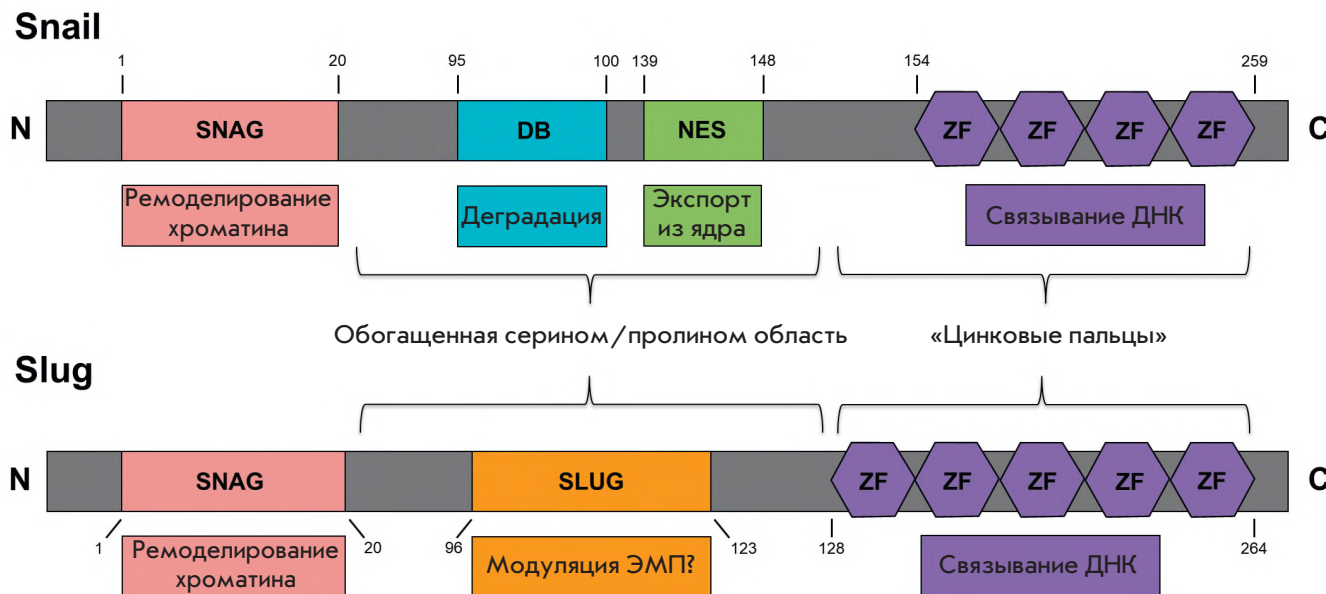 Snail
1 20 95 100 139 148 154 259
N SNAG DB NES ZF ZF ZF ZF C
Ремоделирование
хроматина
Деградация
Экспорт
из ядра
Связывание ДНК
Обогащенная серином/пролином область
«Цинковые пальцы»
Slug
N SNAG SLUG ZF ZF ZF ZF ZF C
1 20 96 123 128 264
Ремоделирование
хроматина
Модуляция ЭМП?
Связывание ДНК